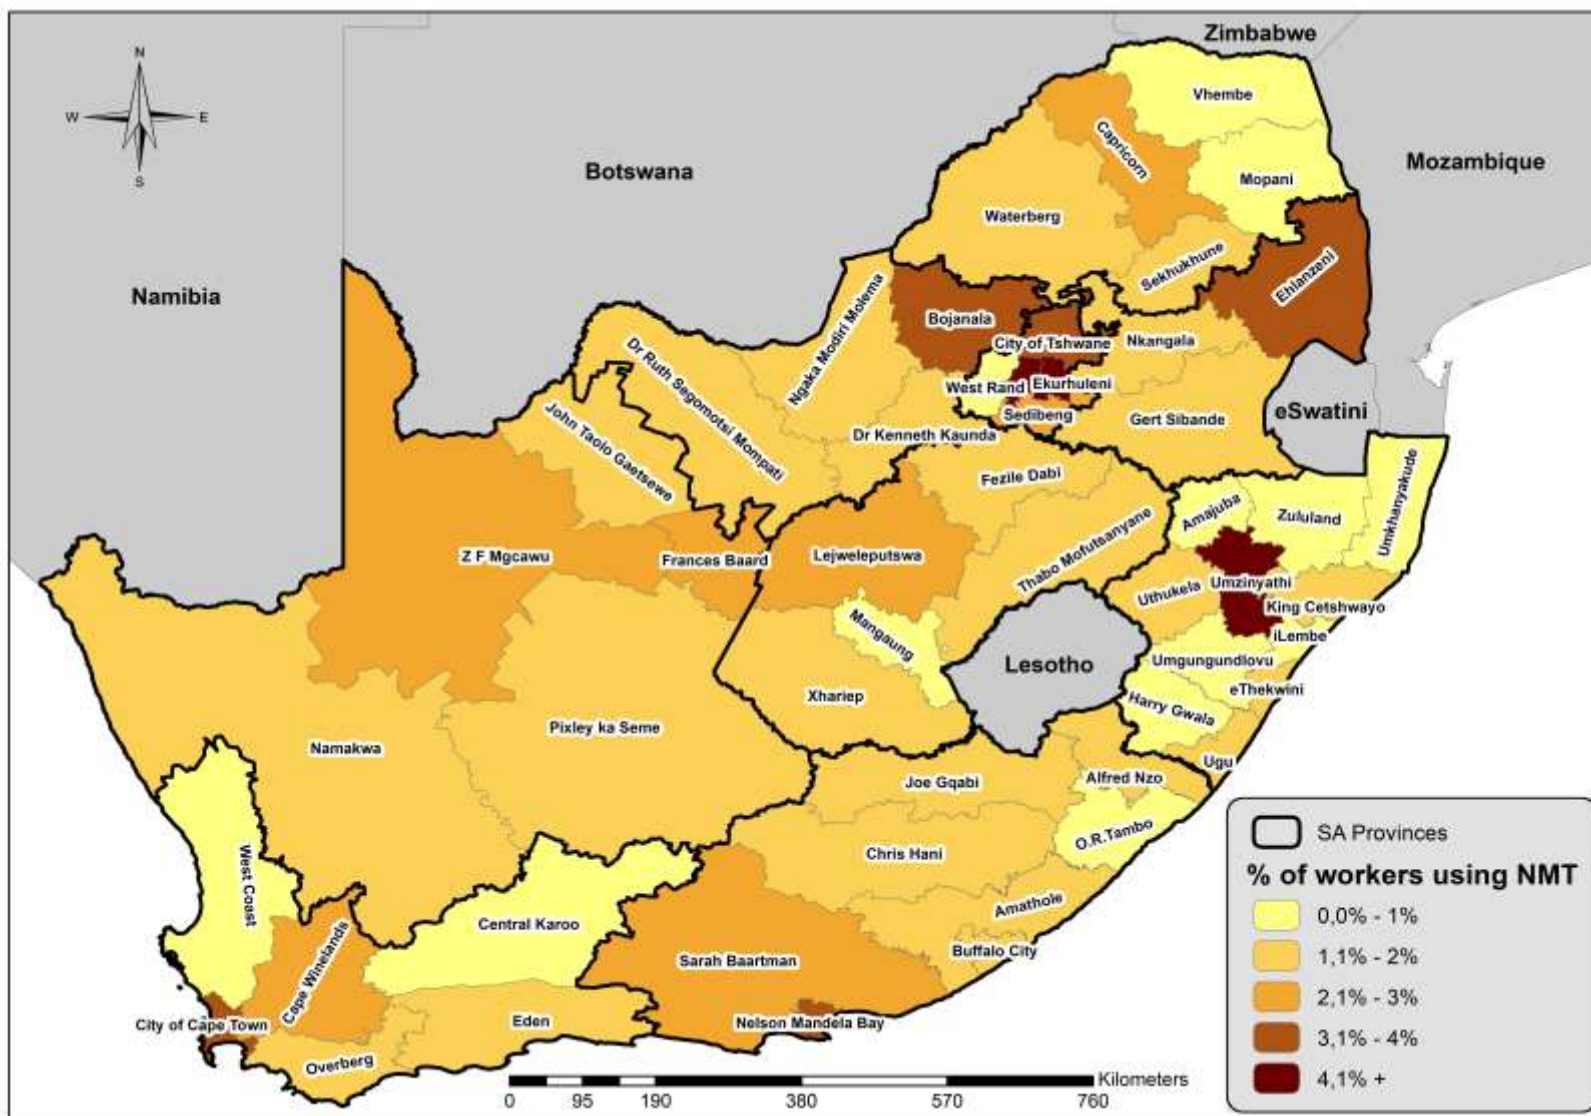 Zimbabwe
N
W
E
S
Vhembe
Capricorn
Mozambique
Botswana
Mopani
Waterberg
Sekhukhune
Ehlanzeni
Namibia
Ngaka Modiri Molema
Bojanala
City of Tshwane
Nkangala
Dr Ruth Segomotsi Mompati
West Rand
Ekurhuleni
eSwatini
John Taolo Gaetsewe
Sedibeng
Gert Sibande
Dr Kenneth Kaunda
Fezile Dabi
Umkhanyakude
Amajuba
Zululand
Z F Mgcawu
Frances Baard
Lejweleputswa
Thabo Mofutsanyane
Uthukela
Umzinyathi
King Cetshwayo
Mangaung
iLembe
Lesotho
Umgungundlovu
Xhariep
eThekwini
Harry Gwala
Pixley ka Seme
Namakwa
Ugu
Joe Gqabi
Alfred Nzo
O.R.Tambo
Chris Hani
West Coast
Central Karoo
Amathole
Cape Winelands
Sarah Baartman
Buffalo City
City of Cape Town
Eden
Nelson Mandela Bay
Overberg
SA Provinces
% of workers using NMT
0,0% - 1%
1,1% - 2%
2,1% - 3%
3,1% - 4%
4,1% +
Kilometers
0 95 190 380 570 760